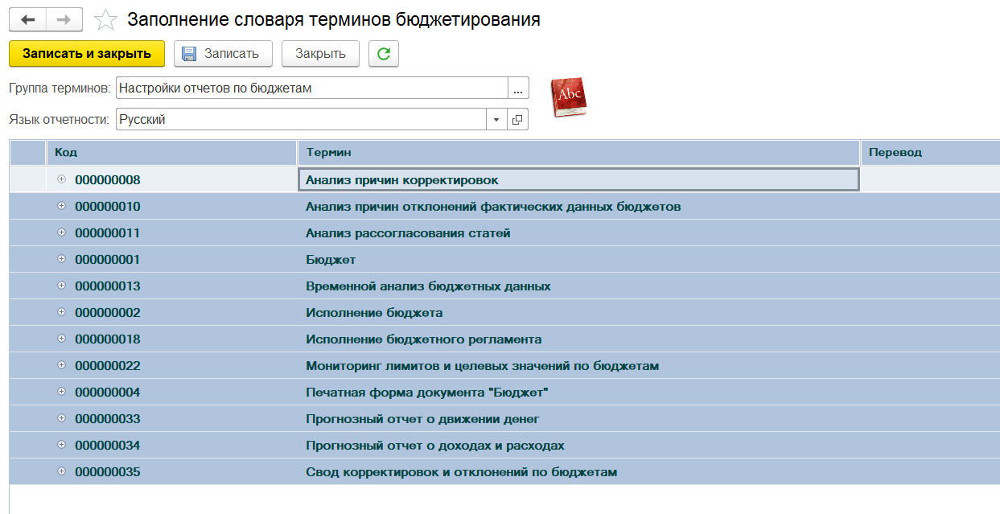 Заполнение словаря терминов бюджетирования
Записать и закрыть Записать Закрыть
Группа терминов: Настройки отчетов по бюджетам ...
Abc
Язык отчетности: Русский
Код Термин Перевод
000000008 Анализ причин корректировок
000000010 Анализ причин отклонений фактических данных бюджетов
000000011 Анализ рассогласования статей
000000001 Бюджет
000000013 Временной анализ бюджетных данных
000000002 Исполнение бюджета
000000018 Исполнение бюджетного регламента
000000022 Мониторинг лимитов и целевых значений по бюджетам
000000004 Печатная форма документа "Бюджет"
000000033 Прогнозный отчет о движении денег
000000034 Прогнозный отчет о доходах и расходах
000000035 Свод корректировок и отклонений по бюджетам